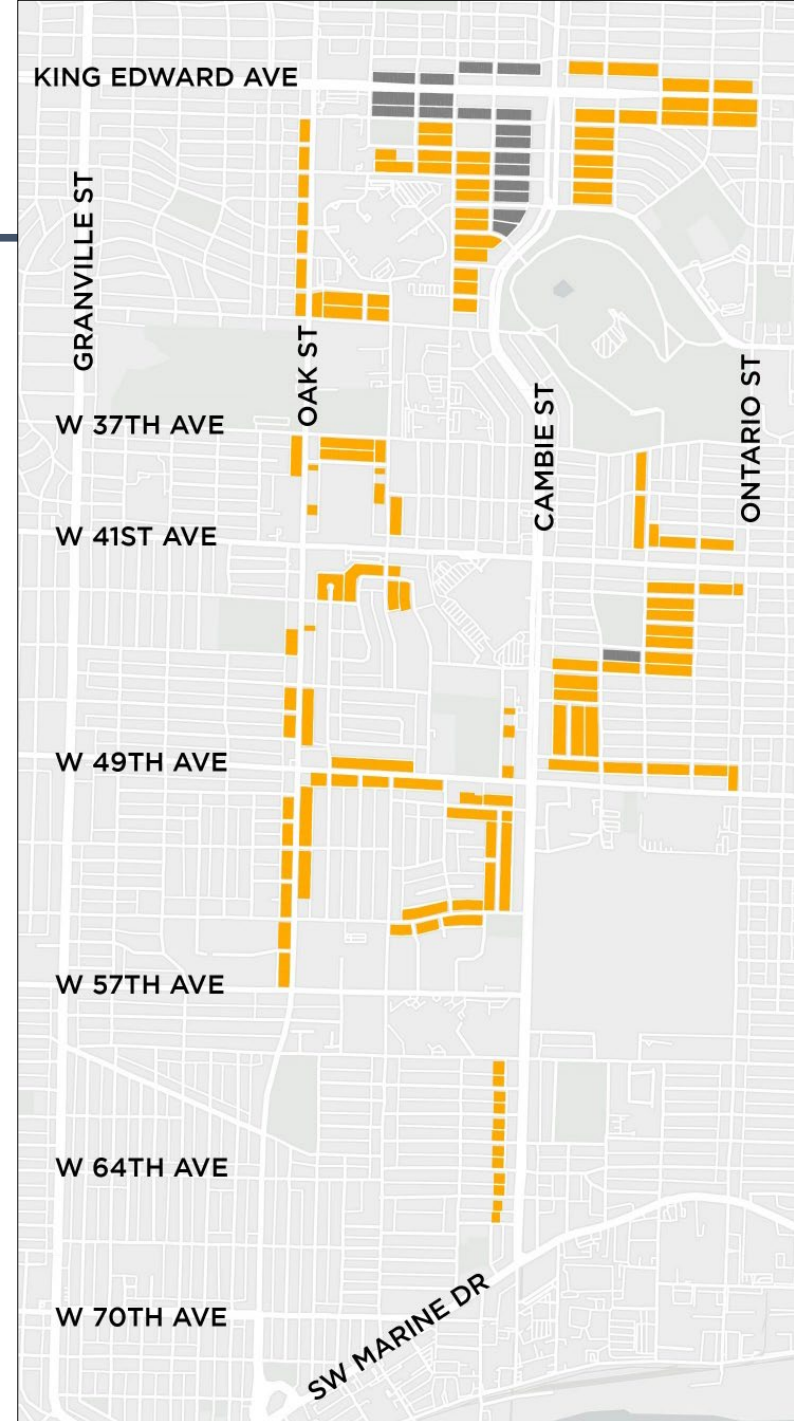 KING EDWARD AVE
GRANVILLE ST
OAK ST
W 37TH AVE
CAMBIE ST
ONTARIO ST
W 41ST AVE
W 49TH AVE
W 57TH AVE
W 64TH AVE
W 70TH AVE
SW MARINE DR